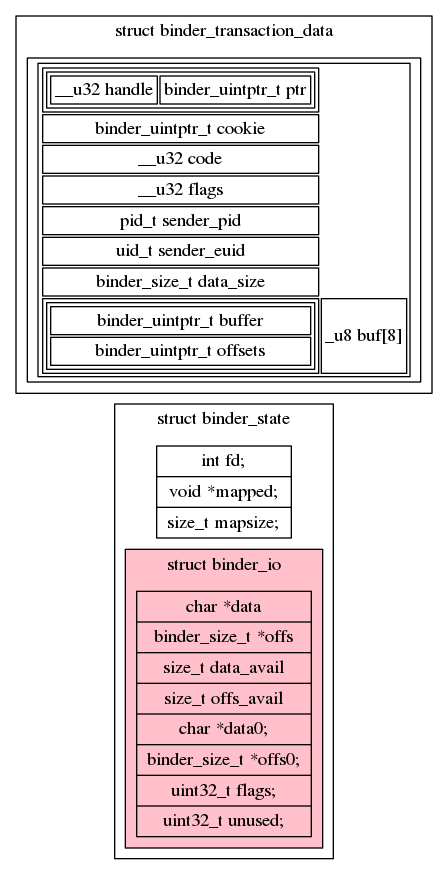 struct binder_transaction_data
__u32 handle binder_uintptr_t ptr
binder_uintptr_t cookie
__u32 code
__u32 flags
pid_t sender_pid
uid_t sender_euid
binder_size_t data_size
binder_uintptr_t buffer
binder_uintptr_t offsets
_u8 buf[8]
struct binder_state
int fd;
void *mapped;
size_t mapsize;
struct binder_io
char *data
binder_size_t *offs
size_t data_avail
size_t offs_avail
char *data0;
binder_size_t *offs0;
uint32_t flags;
uint32_t unused;